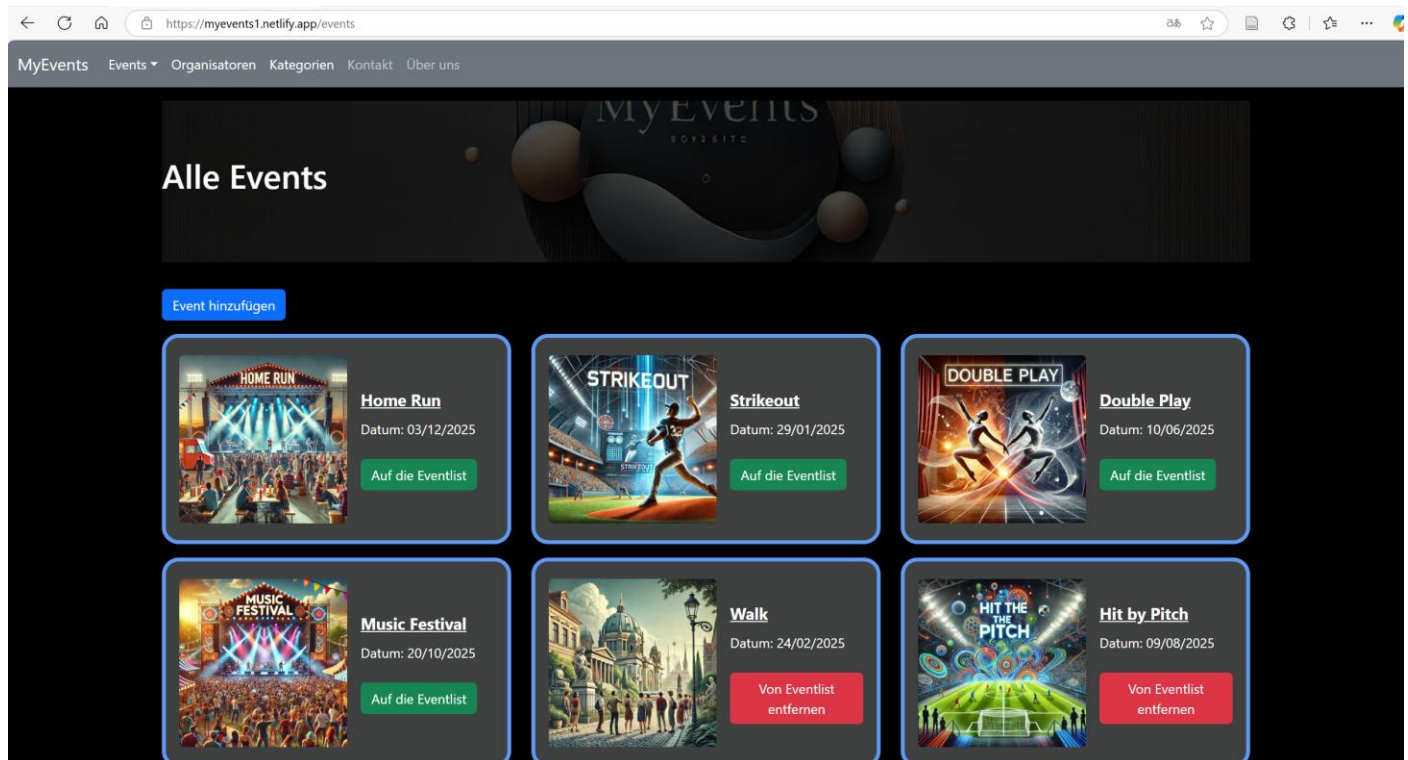 https://myevents1.netlify.app/events
MyEvents Events Organisatoren Kategorien Kontakt Über uns
MyEvents
Alle Events
Event hinzufügen
HOME RUN
Home Run
Datum: 03/12/2025
Auf die Eventlist
STRIKEOUT
32
STRIKEOUT
Strikeout
Datum: 29/01/2025
Auf die Eventlist
DOUBLE PLAY
Double Play
Datum: 10/06/2025
Auf die Eventlist
MUSIC
FESTIVAL
Music Festival
Datum: 20/10/2025
Auf die Eventlist
Walk
Datum: 24/02/2025
Von Eventlist
entfernen
HIT THE
THE
PITCH
Hit by Pitch
Datum: 09/08/2025
Von Eventlist
entfernen